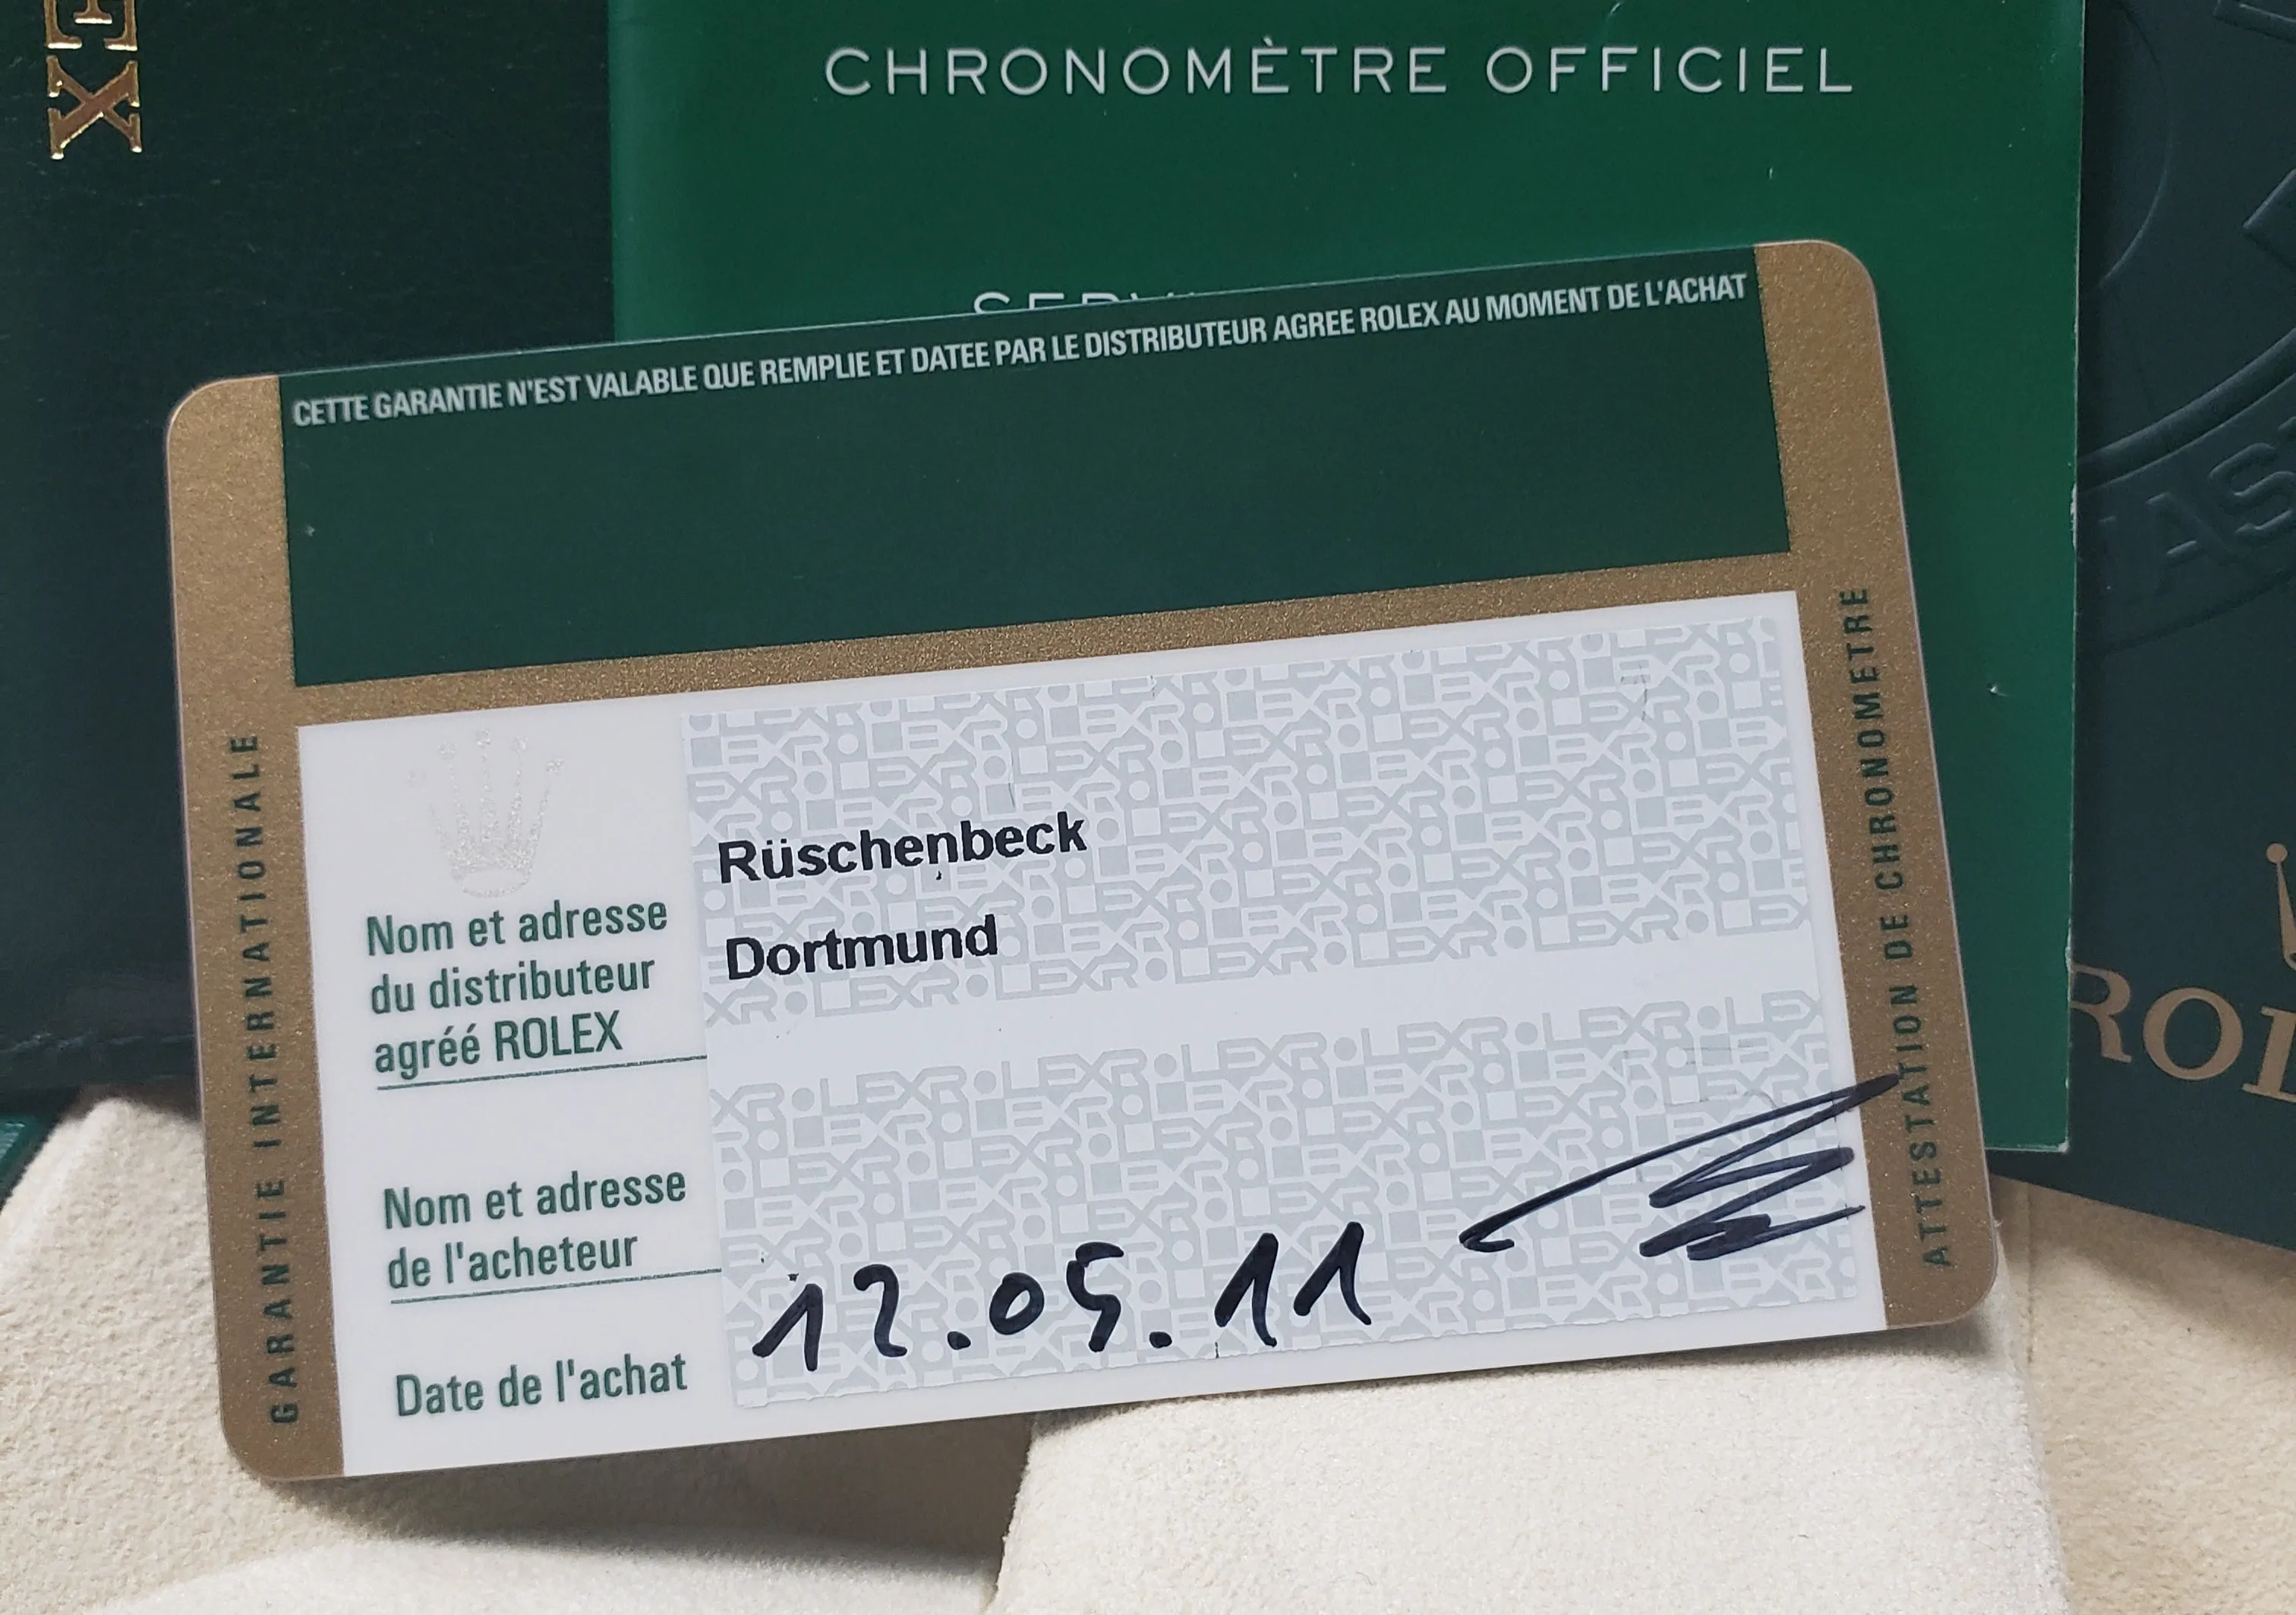 EX
CHRONOMÈTRE OFFICIEL
CETTE GARANTIE N'EST VALABLE QUE REMPLIE ET DATEE PAR LE DISTRIBUTEUR AGREE ROLEX AU MOMENT DE L'ACHAT
GARANTIE INTERNATIONALE
Nom et adresse
du distributeur
agréé ROLEX
Rüschenbeck
Dortmund
Nom et adresse
de l'acheteur
Date de l'achat
12.05.11
ATTESTATION DE CHRONOMETRE
ROL